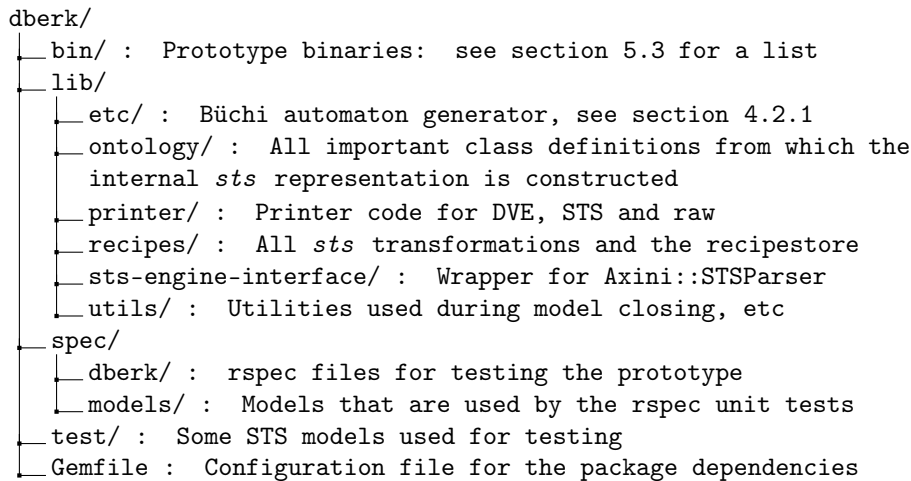 dberk/
bin/ : Prototype binaries: see section 5.3 for a list
lib/
etc/ : Büchi automaton generator, see section 4.2.1
ontology/ : All important class definitions from which the
internal sts representation is constructed
printer/ : Printer code for DVE, STS and raw
recipes/ : All sts transformations and the recipestore
sts-engine-interface/ : Wrapper for Axini::STSParser
utils/ : Utilities used during model closing, etc
spec/
dberk/ : rspec files for testing the prototype
models/ : Models that are used by the rspec unit tests
test/ : Some STS models used for testing
Gemfile : Configuration file for the package dependencies